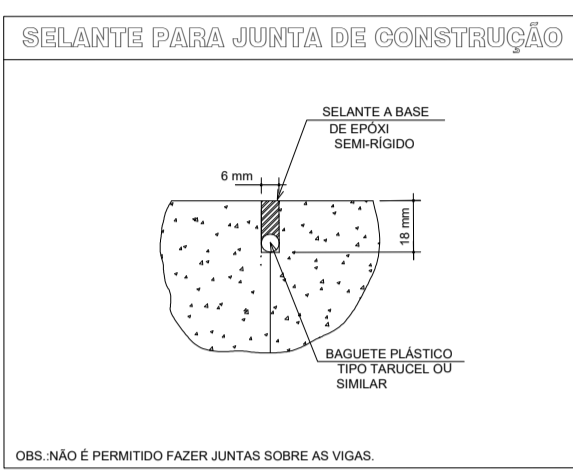 SELANTE PARA JUNTA DE CONSTRUÇÃO
SELANTE A BASE
DE EPÓXI
SEMI-RÍGIDO
6 mm
18 mm
BAGUETE PLÁSTICO
TIPO TARUCEL OU
SIMILAR
OBS.:NÃO É PERMITIDO FAZER JUNTAS SOBRE AS VIGAS.